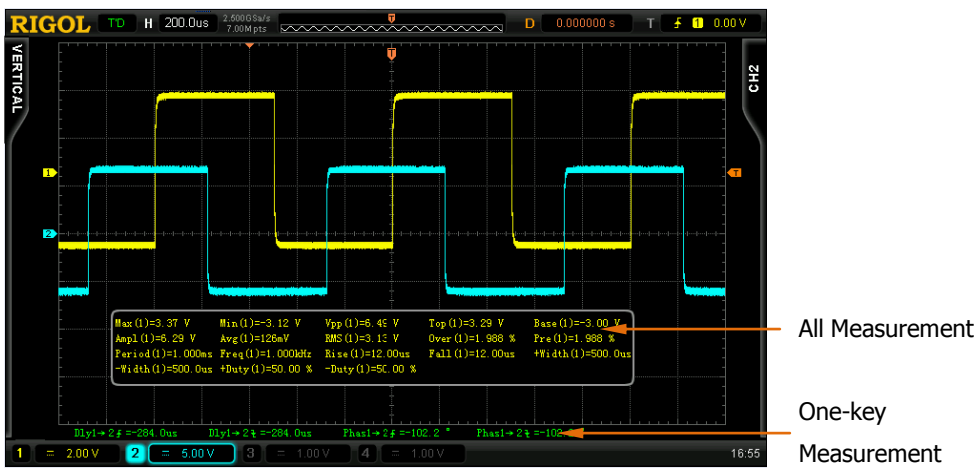 RIGOL T'D H 200.0us 2.500GSa/s 7.00Mpts D 0.000000 s T 1 0.00 V
VERTICAL
CH2
T
T
1
2
Max(1)=3.37 V Min(1)=-3.12 V Vpp(1)=6.49 V Top(1)=3.29 V Base(1)=-3.00 V
Ampl(1)=6.29 V Avg(1)=126mV RMS(1)=3.13 V Over(1)=1.988 % Pre(1)=1.988 %
Period(1)=1.000ms Freq(1)=1.000kHz Rise(1)=12.00us Fall(1)=12.00us +Width(1)=500.0us
-Width(1)=500.0us +Duty(1)=50.00 % -Duty(1)=50.00 %
All Measurement
One-key
Measurement
Dly1→2=-284.0us Dly1→2=-284.0us Phas1→2=-102.2 ° Phas1→2
1 = 2.00 V 2 = 5.00 V 3 = 1.00 V 4 = 1.00 V 16:55